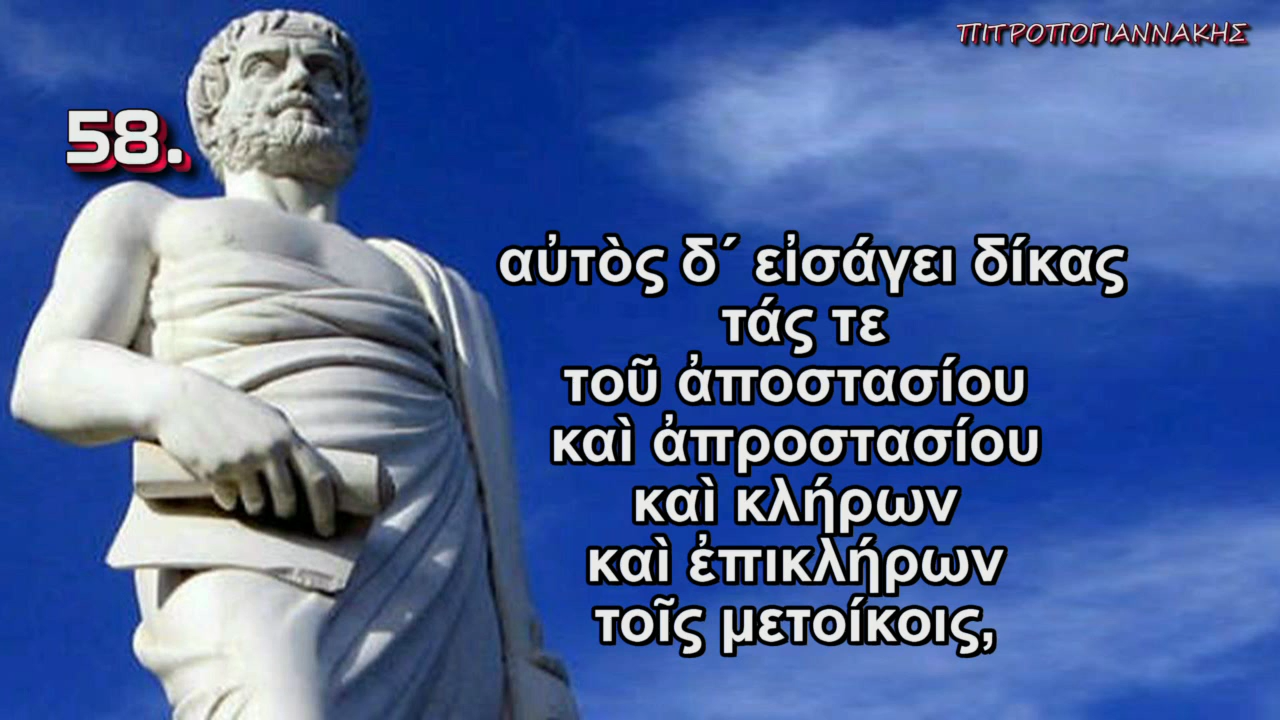 ΠΙΤΡΟΠΟΓΙΑΝΝΑΚΗΣ
58.
αὐτὸς δ´ εἰσάγει δίκας
τάς τε
τοῦ ἀποστασίου
καὶ ἀπροστασίου
καὶ κλήρων
καὶ ἐπικλήρων
τοῖς μετοίκοις,